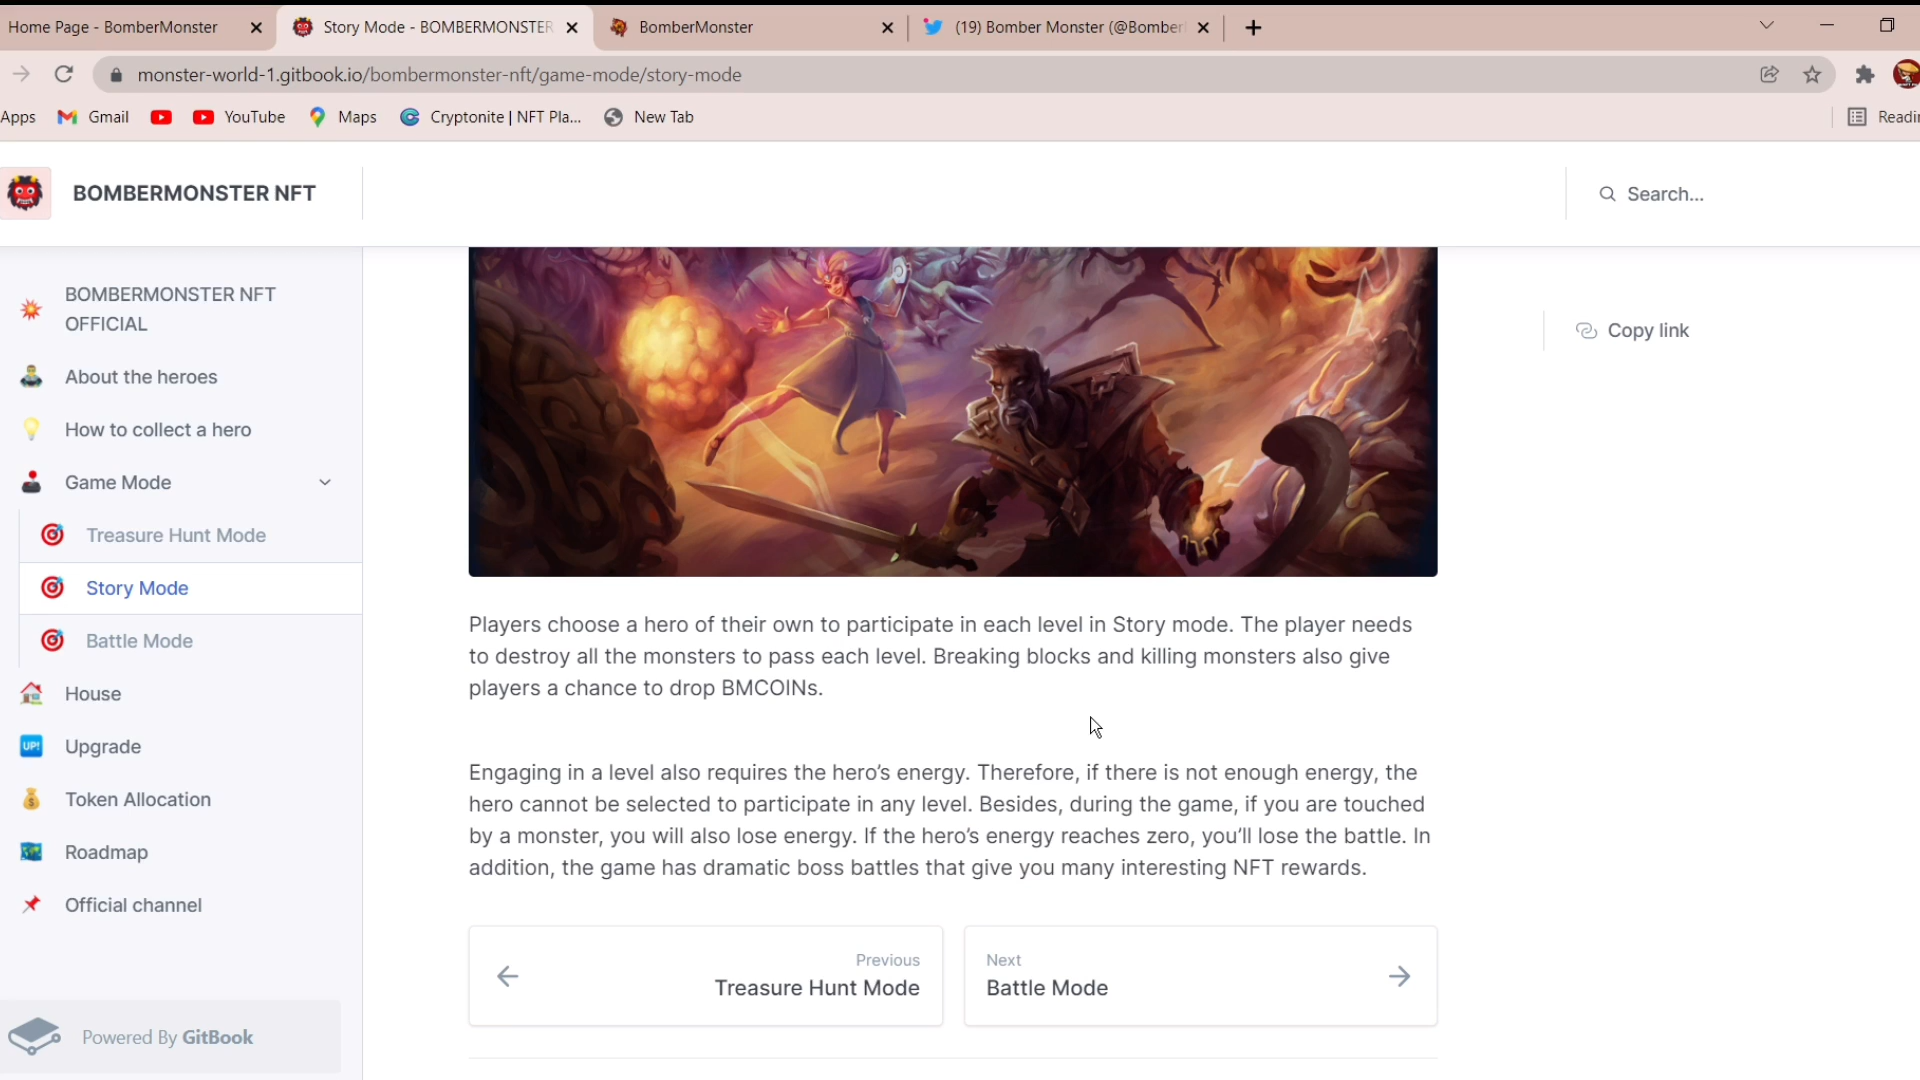 Home Page - BomberMonster
Story Mode - BOMBERMONSTER
BomberMonster
(19) Bomber Monster (@Bomber
monster-world-1.gitbook.io/bombermonster-nft/game-mode/story-mode
Apps
Gmail
YouTube
Maps
Cryptonite | NFT Pla...
New Tab
Readin
BOMBERMONSTER NFT
Search...
BOMBERMONSTER NFT
OFFICIAL
About the heroes
How to collect a hero
Game Mode
Treasure Hunt Mode
Story Mode
Battle Mode
House
UP!
Upgrade
Token Allocation
Roadmap
Official channel
Powered By GitBook
Copy link
Players choose a hero of their own to participate in each level in Story mode. The player needs
to destroy all the monsters to pass each level. Breaking blocks and killing monsters also give
players a chance to drop BMCOINs.
Engaging in a level also requires the hero’s energy. Therefore, if there is not enough energy, the
hero cannot be selected to participate in any level. Besides, during the game, if you are touched
by a monster, you will also lose energy. If the hero’s energy reaches zero, you’ll lose the battle. In
addition, the game has dramatic boss battles that give you many interesting NFT rewards.
Previous
Treasure Hunt Mode
Next
Battle Mode